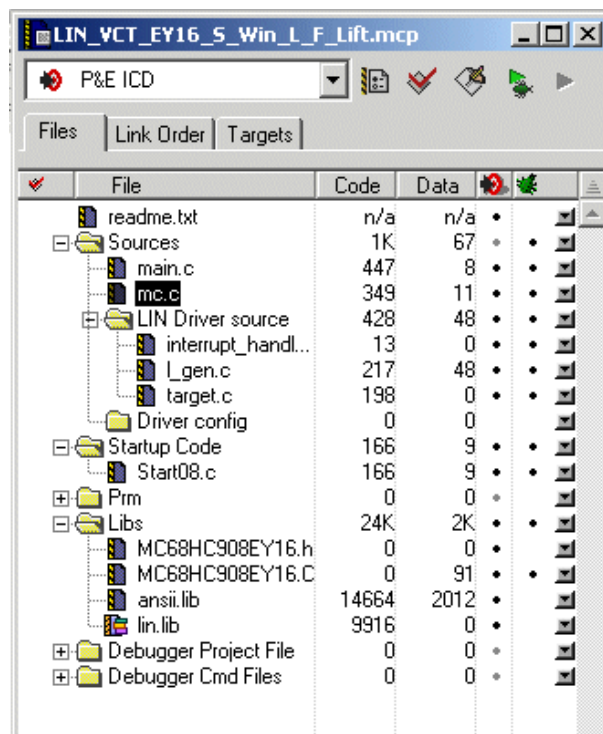 LIN_VCT_EY16_S_Win_L_F_Lift.mcp
P&E ICD
Files Link Order Targets
File Code Data
readme.txt n/a n/a
Sources 1K 67
main.c 447 8
mc.c 349 11
LIN Driver source 428 48
interrupt_handl... 13 0
l_gen.c 217 48
target.c 198 0
Driver config 0 0
Startup Code 166 9
Start08.c 166 9
Prm 0 0
Libs 24K 2K
MC68HC908EY16.h 0 0
MC68HC908EY16.C 0 91
ansii.lib 14664 2012
lin.lib 9916 0
Debugger Project File 0 0
Debugger Cmd Files 0 0